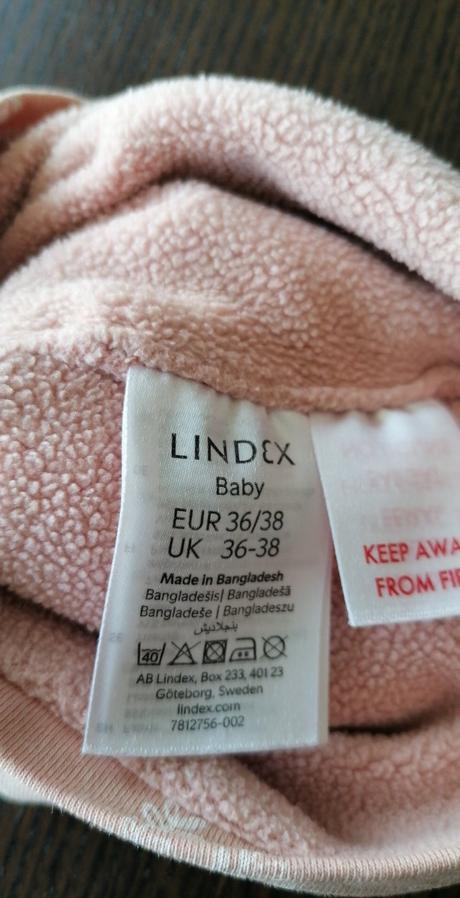 LINDEX
Baby
EUR 36/38
UK 36-38
Made in Bangladesh
Bangladešis| Bangladešā
Bangladeše | Bangladeszu
بنجلاديش
40
AB Lindex, Box 233, 401 23
Göteborg, Sweden
lindex.com
7812756-002
KEEP AWA
FROM FI